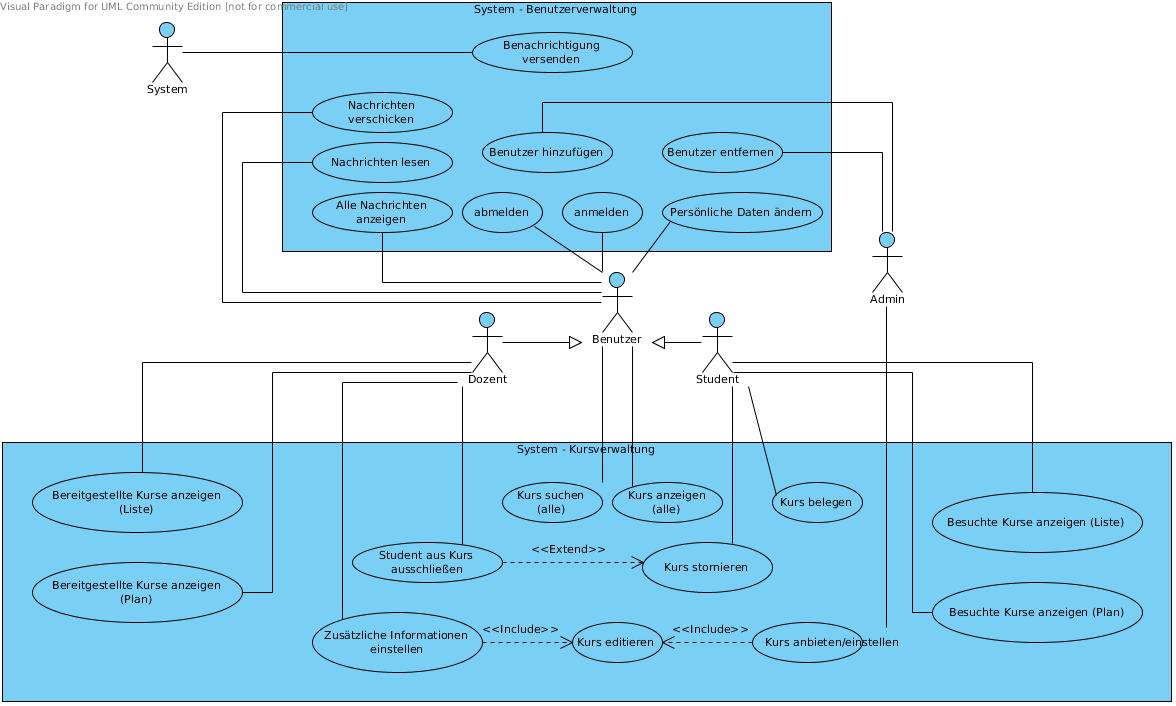 Visual Paradigm for UML Community Edition [not for commercial use]
System - Benutzerverwaltung
System
Benachrichtigung
versenden
Nachrichten
verschicken
Nachrichten lesen
Benutzer hinzufügen
Benutzer entfernen
Alle Nachrichten
anzeigen
abmelden
anmelden
Persönliche Daten ändern
Admin
Benutzer
Dozent
Student
System - Kursverwaltung
Bereitgestellte Kurse anzeigen
(Liste)
Kurs suchen
(alle)
Kurs anzeigen
(alle)
Kurs belegen
Besuchte Kurse anzeigen (Liste)
Student aus Kurs
ausschließen
<<Extend>>
Kurs stornieren
Bereitgestellte Kurse anzeigen
(Plan)
Besuchte Kurse anzeigen (Plan)
Zusätzliche Informationen
einstellen
<<Include>>
Kurs editieren
<<Include>>
Kurs anbieten/einstellen